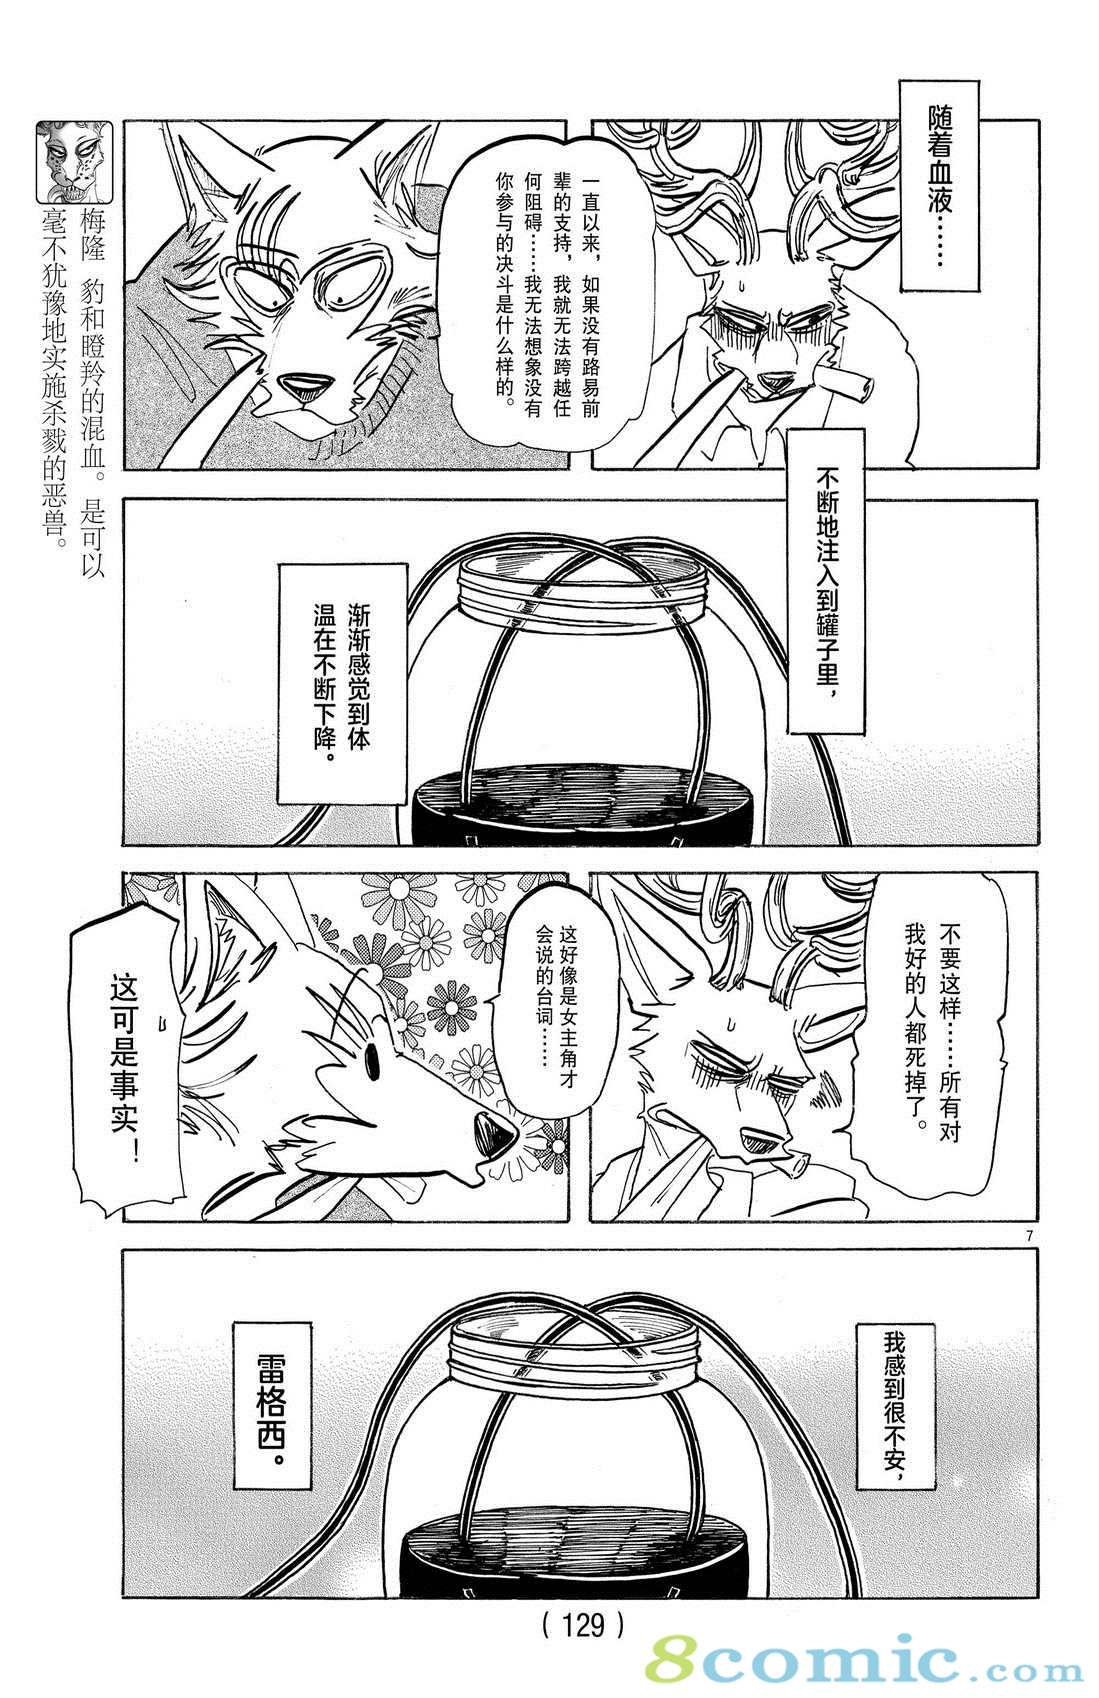 随着血液……
一直以来，如果没有路易前
辈的支持，我就无法跨越任
何阻碍……我无法想象没有
你参与的决斗是什么样的。
梅隆 豹和瞪羚的混血。是可以
毫不犹豫地实施杀戮的恶兽。
不断地注入到罐子里，
渐渐感觉到体
温在不断下降。
不要这样……所有对
我好的人都死掉了。
这好像是女主角才
会说的台词……
这可是事实！
7
我感到很不安，
雷格西。
(129)
8comic.com